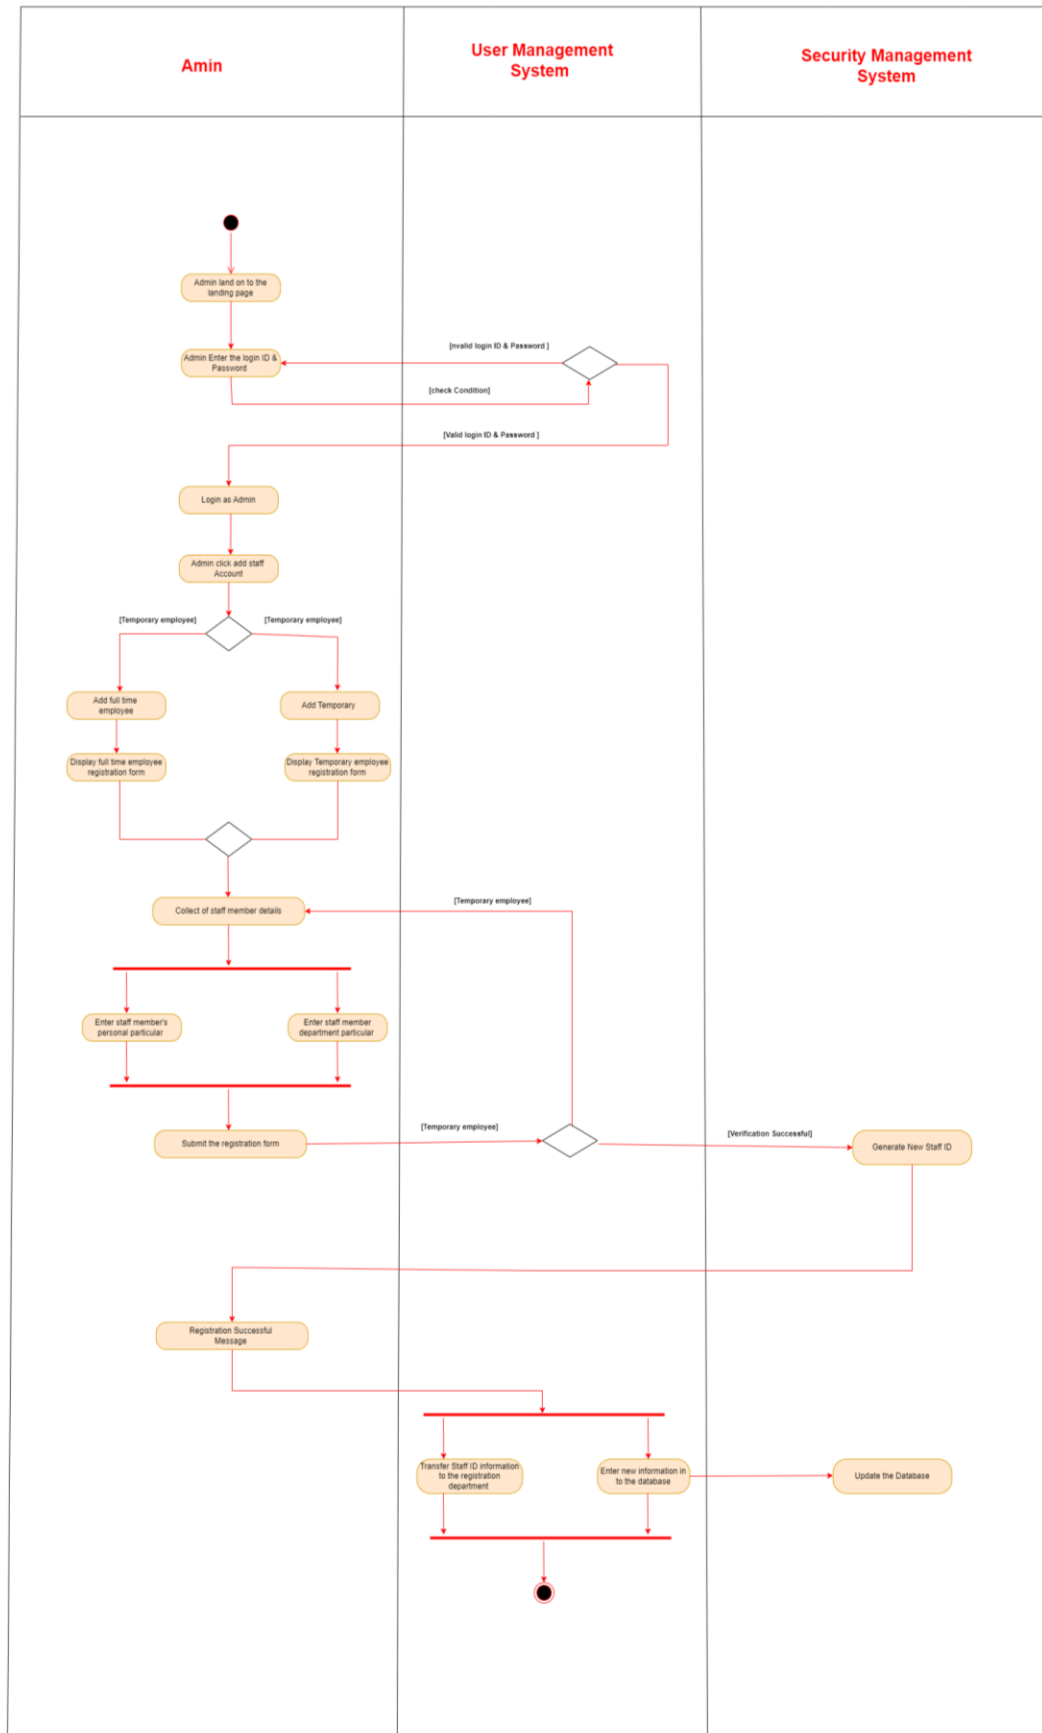 Amin
User Management
System
Security Management
System
Admin land on to the
landing page
Admin Enter the login ID &
Password
[nvalid login ID & Password ]
[check Condition]
[Valid login ID & Password ]
Login as Admin
Admin click add staff
Account
[Temporary employee]
[Temporary employee]
Add full time
employee
Add Temporary
Display full time employee
registration form
Display Temporary employee
registration form
Collect of staff member details
[Temporary employee]
Enter staff member's
personal particular
Enter staff member
department particular
Submit the registration form
[Temporary employee]
[Verification Successful]
Generate New Staff ID
Registration Successful
Message
Transfer Staff ID information
to the registration
department
Enter new information in
to the database
Update the Database